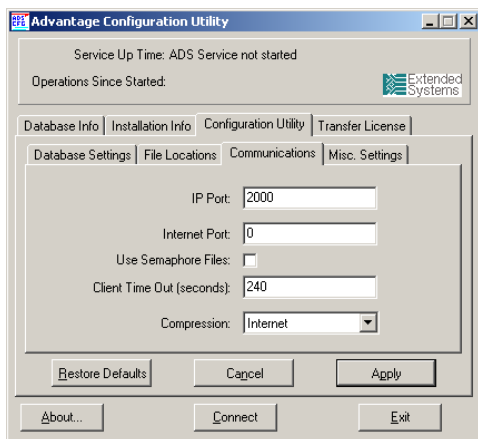 ADS
CFG
Advantage Configuration Utility
Service Up Time: ADS Service not started
Operations Since Started:
Extended
Systems
Database Info Installation Info Configuration Utility Transfer License
Database Settings File Locations Communications Misc. Settings
IP Port: 2000
Internet Port: 0
Use Semaphore Files:
Client Time Out (seconds): 240
Compression: Internet
Restore Defaults Cancel Apply
About... Connect Exit